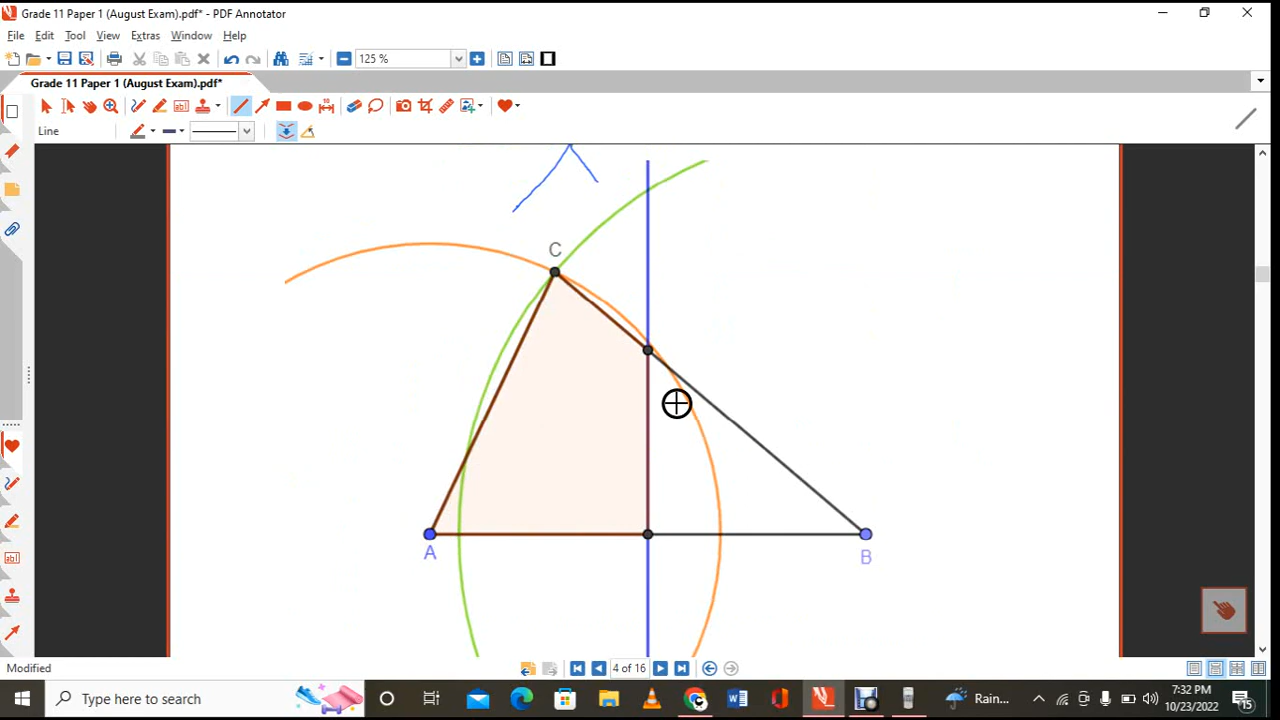 Grade 11 Paper 1 (August Exam).pdf* - PDF Annotator
File Edit Tool View Extras Window Help
125 %
Grade 11 Paper 1 (August Exam).pdf*
Line
C
A
B
Modified
4 of 16
Type here to search
Rain...
7:32 PM
10/23/2022
15